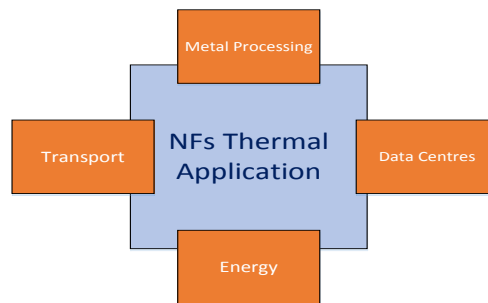 Metal Processing
Transport
NFs Thermal
Application
Data Centres
Energy